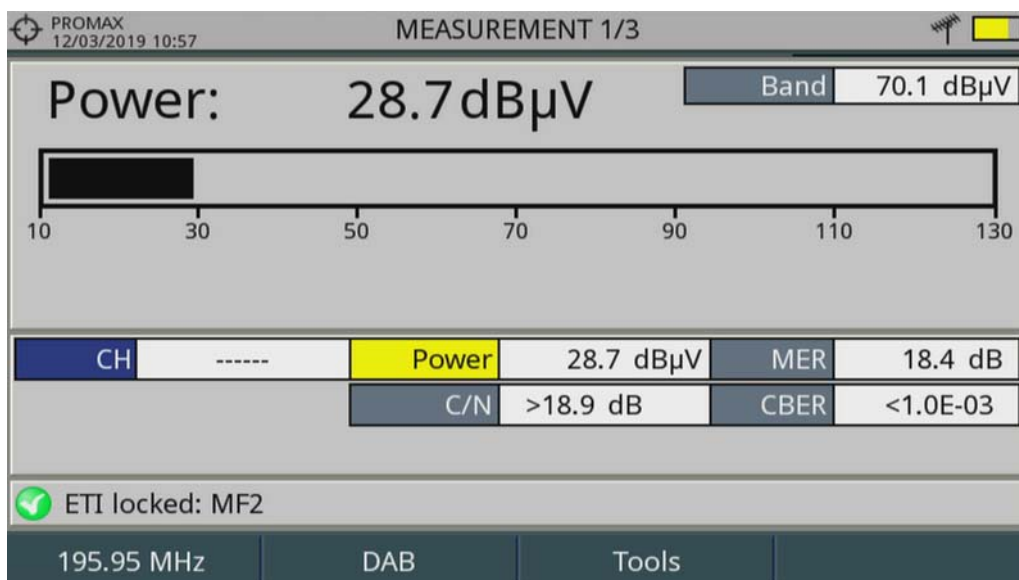 PROMAX
12/03/2019 10:57
MEASUREMENT 1/3
Power: 28.7 dBµV
Band 70.1 dBµV
10 30 50 70 90 110 130
CH ------ Power 28.7 dBµV MER 18.4 dB
C/N >18.9 dB CBER <1.0E-03
ETI locked: MF2
195.95 MHz DAB Tools